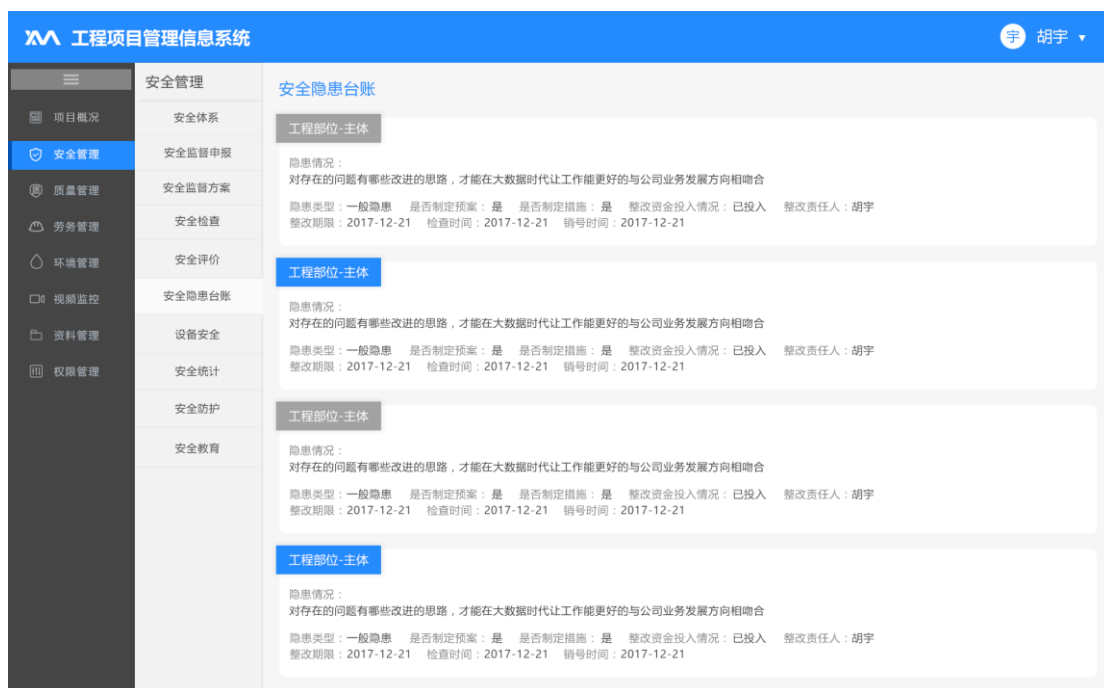 工程项目管理信息系统
宇 胡宇
项目概况
安全管理
质量管理
劳务管理
环境管理
视频监控
资料管理
权限管理
安全管理
安全体系
安全监督申报
安全监督方案
安全检查
安全评价
安全隐患台账
设备安全
安全统计
安全防护
安全教育
安全隐患台账
工程部位-主体
隐患情况：
对存在的问题有哪些改进的思路，才能在大数据时代让工作能更好的与公司业务发展方向相吻合
隐患类型：一般隐患 是否制定预案：是 是否制定措施：是 整改资金投入情况：已投入 整改责任人：胡宇
整改期限：2017-12-21 检查时间：2017-12-21 销号时间：2017-12-21
工程部位-主体
隐患情况：
对存在的问题有哪些改进的思路，才能在大数据时代让工作能更好的与公司业务发展方向相吻合
隐患类型：一般隐患 是否制定预案：是 是否制定措施：是 整改资金投入情况：已投入 整改责任人：胡宇
整改期限：2017-12-21 检查时间：2017-12-21 销号时间：2017-12-21
工程部位-主体
隐患情况：
对存在的问题有哪些改进的思路，才能在大数据时代让工作能更好的与公司业务发展方向相吻合
隐患类型：一般隐患 是否制定预案：是 是否制定措施：是 整改资金投入情况：已投入 整改责任人：胡宇
整改期限：2017-12-21 检查时间：2017-12-21 销号时间：2017-12-21
工程部位-主体
隐患情况：
对存在的问题有哪些改进的思路，才能在大数据时代让工作能更好的与公司业务发展方向相吻合
隐患类型：一般隐患 是否制定预案：是 是否制定措施：是 整改资金投入情况：已投入 整改责任人：胡宇
整改期限：2017-12-21 检查时间：2017-12-21 销号时间：2017-12-21